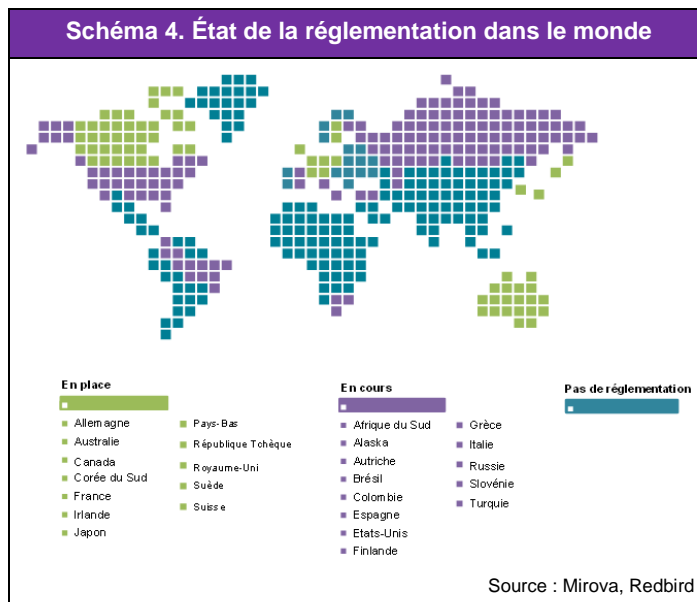 Schéma 4. État de la réglementation dans le monde
En place
Allemagne
Australie
Canada
Corée du Sud
France
Irlande
Japon
Pays-Bas
République Tchèque
Royaume-Uni
Suède
Suisse
En cours
Afrique du Sud
Alaska
Autriche
Brésil
Colombie
Espagne
Etats-Unis
Finlande
Grèce
Italie
Russie
Slovénie
Turquie
Pas de réglementation
Source : Mirova, Redbird